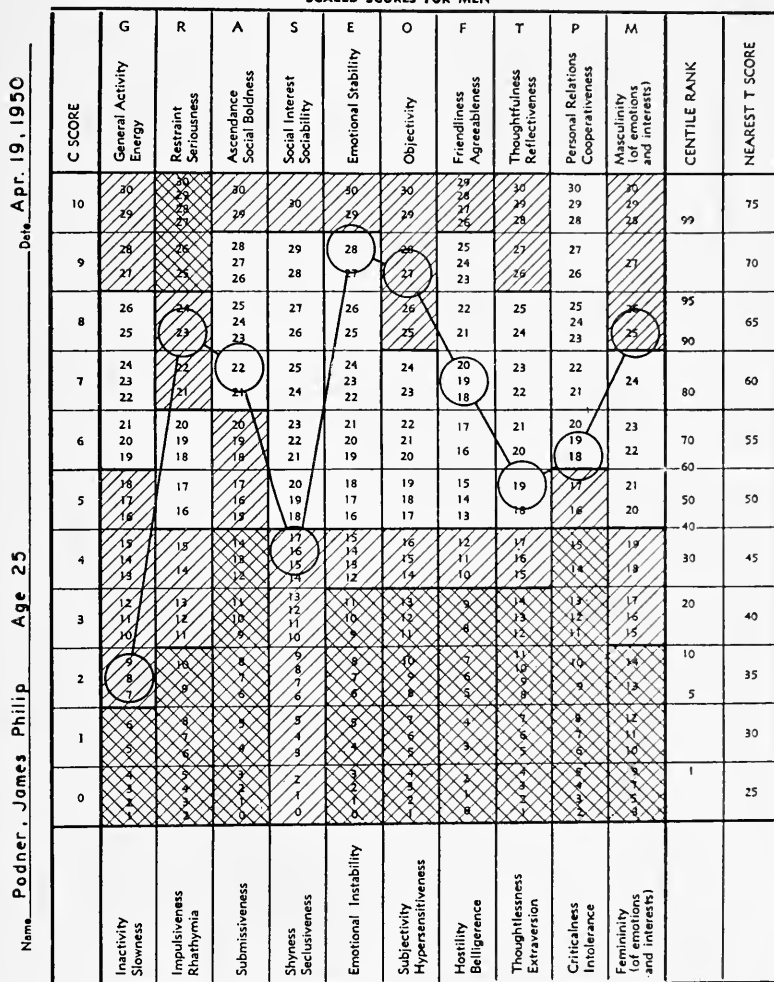 SCALED SCORES FOR MEN
Name Podner, James Philip Age 25 Date Apr. 19, 1950
G R A S E O F T P M
C SCORE
General Activity Energy
Restraint Seriousness
Ascendance Social Boldness
Social Interest Sociability
Emotional Stability
Objectivity
Friendliness Agreeableness
Thoughtfulness Reflectiveness
Personal Relations Cooperativeness
Masculinity (of emotions and interests)
CENTILE RANK
NEAREST T SCORE
10 30 29 30 29 28 27 30 29 30 30 29 30 29 29 28 27 26 30 29 28 30 29 28 30 29 28 99 75
9 28 27 26 25 28 27 26 29 28 28 27 28 27 25 24 23 27 26 27 26 27 70
8 26 25 24 23 25 24 23 27 26 26 25 26 25 22 21 25 24 25 24 23 26 25 95 90 65
7 24 23 22 22 21 22 21 25 24 24 23 22 24 23 20 19 18 23 22 22 21 24 80 60
6 21 20 19 20 19 18 20 19 18 23 22 21 21 20 19 22 21 20 17 16 21 20 20 19 18 23 22 70 60 55
5 18 17 16 17 16 17 16 15 20 19 18 18 17 16 19 18 17 15 14 13 19 18 17 16 21 20 50 40 50
4 15 14 13 15 14 14 13 12 17 16 15 14 15 14 13 12 16 15 14 12 11 10 17 16 15 15 14 19 18 30 45
3 12 11 10 13 12 11 11 10 9 13 12 11 10 11 10 9 13 12 11 9 8 14 13 12 13 12 11 17 16 15 20 40
2 9 8 7 10 9 8 7 6 9 8 7 6 8 7 6 10 9 8 7 6 5 11 10 9 8 10 9 14 13 10 5 35
1 6 5 8 7 6 5 4 5 4 3 5 4 7 6 5 4 3 7 6 5 8 7 6 12 11 10 30
0 4 3 2 1 5 4 3 2 3 2 1 0 2 1 0 3 2 1 0 4 3 2 1 2 1 4 3 2 1 5 4 3 2 9 7 5 3 1 25
Inactivity Slowness
Impulsiveness Rhathymia
Submissiveness
Shyness Seclusiveness
Emotional Instability
Subjectivity Hypersensitiveness
Hostility Belligerence
Thoughtlessness Extraversion
Criticalness Intolerance
Femininity (of emotions and interests)